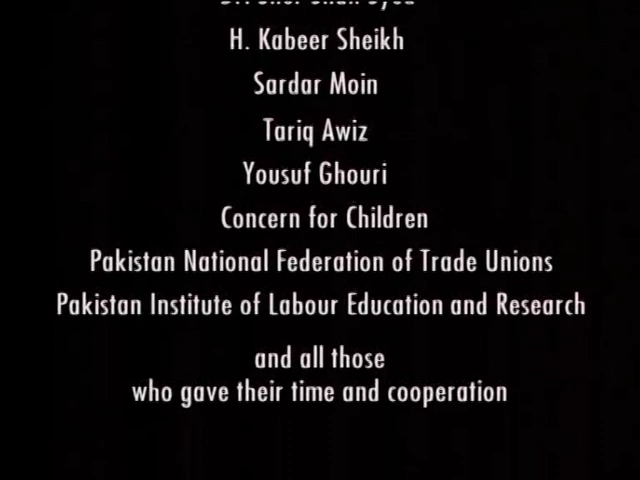 H. Kabeer Sheikh
Sardar Moin
Tariq Awiz
Yousuf Ghouri
Concern for Children
Pakistan National Federation of Trade Unions
Pakistan Institute of Labour Education and Research
and all those
who gave their time and cooperation